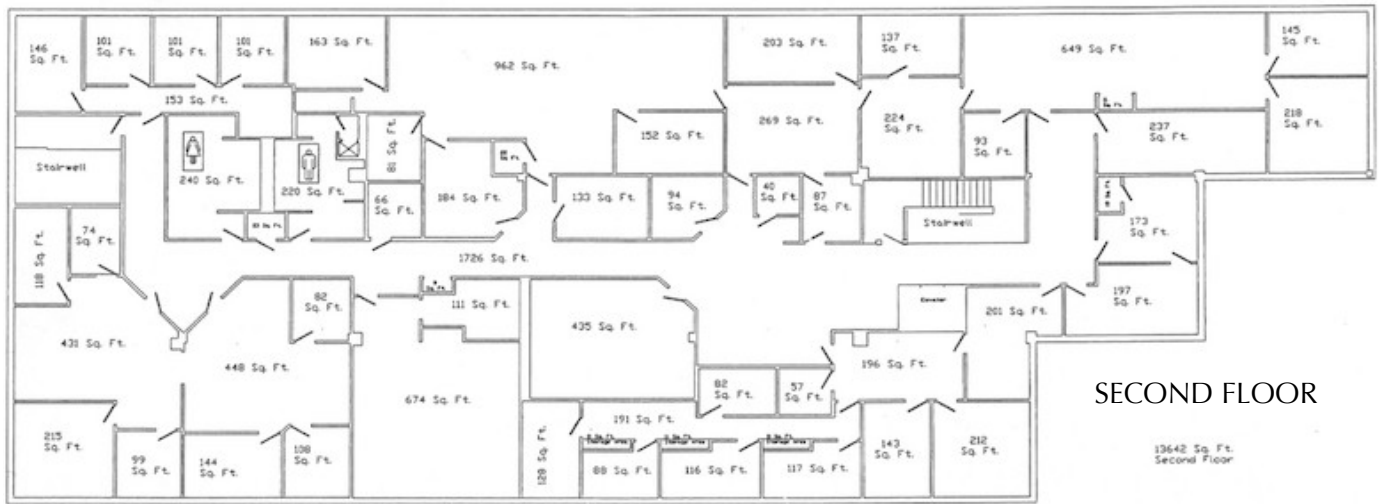 146
Sq. Ft.
101
Sq. Ft.
101
Sq. Ft.
101
Sq. Ft.
163 Sq. Ft.
962 Sq. Ft.
203 Sq. Ft.
137
Sq. Ft.
649 Sq. Ft.
145
Sq. Ft.
153 Sq. Ft.
152 Sq. Ft.
269 Sq. Ft.
224
Sq. Ft.
93
Sq. Ft.
237
Sq. Ft.
218
Sq. Ft.
Stairwell
240 Sq. Ft.
220 Sq. Ft.
81 Sq. Ft.
66
Sq. Ft.
184 Sq. Ft.
133 Sq. Ft.
94
Sq. Ft.
40
Sq. Ft.
87
Sq. Ft.
Stairwell
173
Sq. Ft.
74
Sq. Ft.
118 Sq. Ft.
1726 Sq. Ft.
82
Sq. Ft.
111 Sq. Ft.
435 Sq. Ft.
Elevator
201 Sq. Ft.
197
Sq. Ft.
431 Sq. Ft.
448 Sq. Ft.
674 Sq. Ft.
196 Sq. Ft.
82
Sq. Ft.
57
Sq. Ft.
191 Sq. Ft.
SECOND FLOOR
215
Sq. Ft.
99
Sq. Ft.
144
Sq. Ft.
108
Sq. Ft.
128 Sq. Ft.
88 Sq. Ft.
116 Sq. Ft.
117 Sq. Ft.
143
Sq. Ft.
212
Sq. Ft.
13642 Sq. Ft.
Second Floor